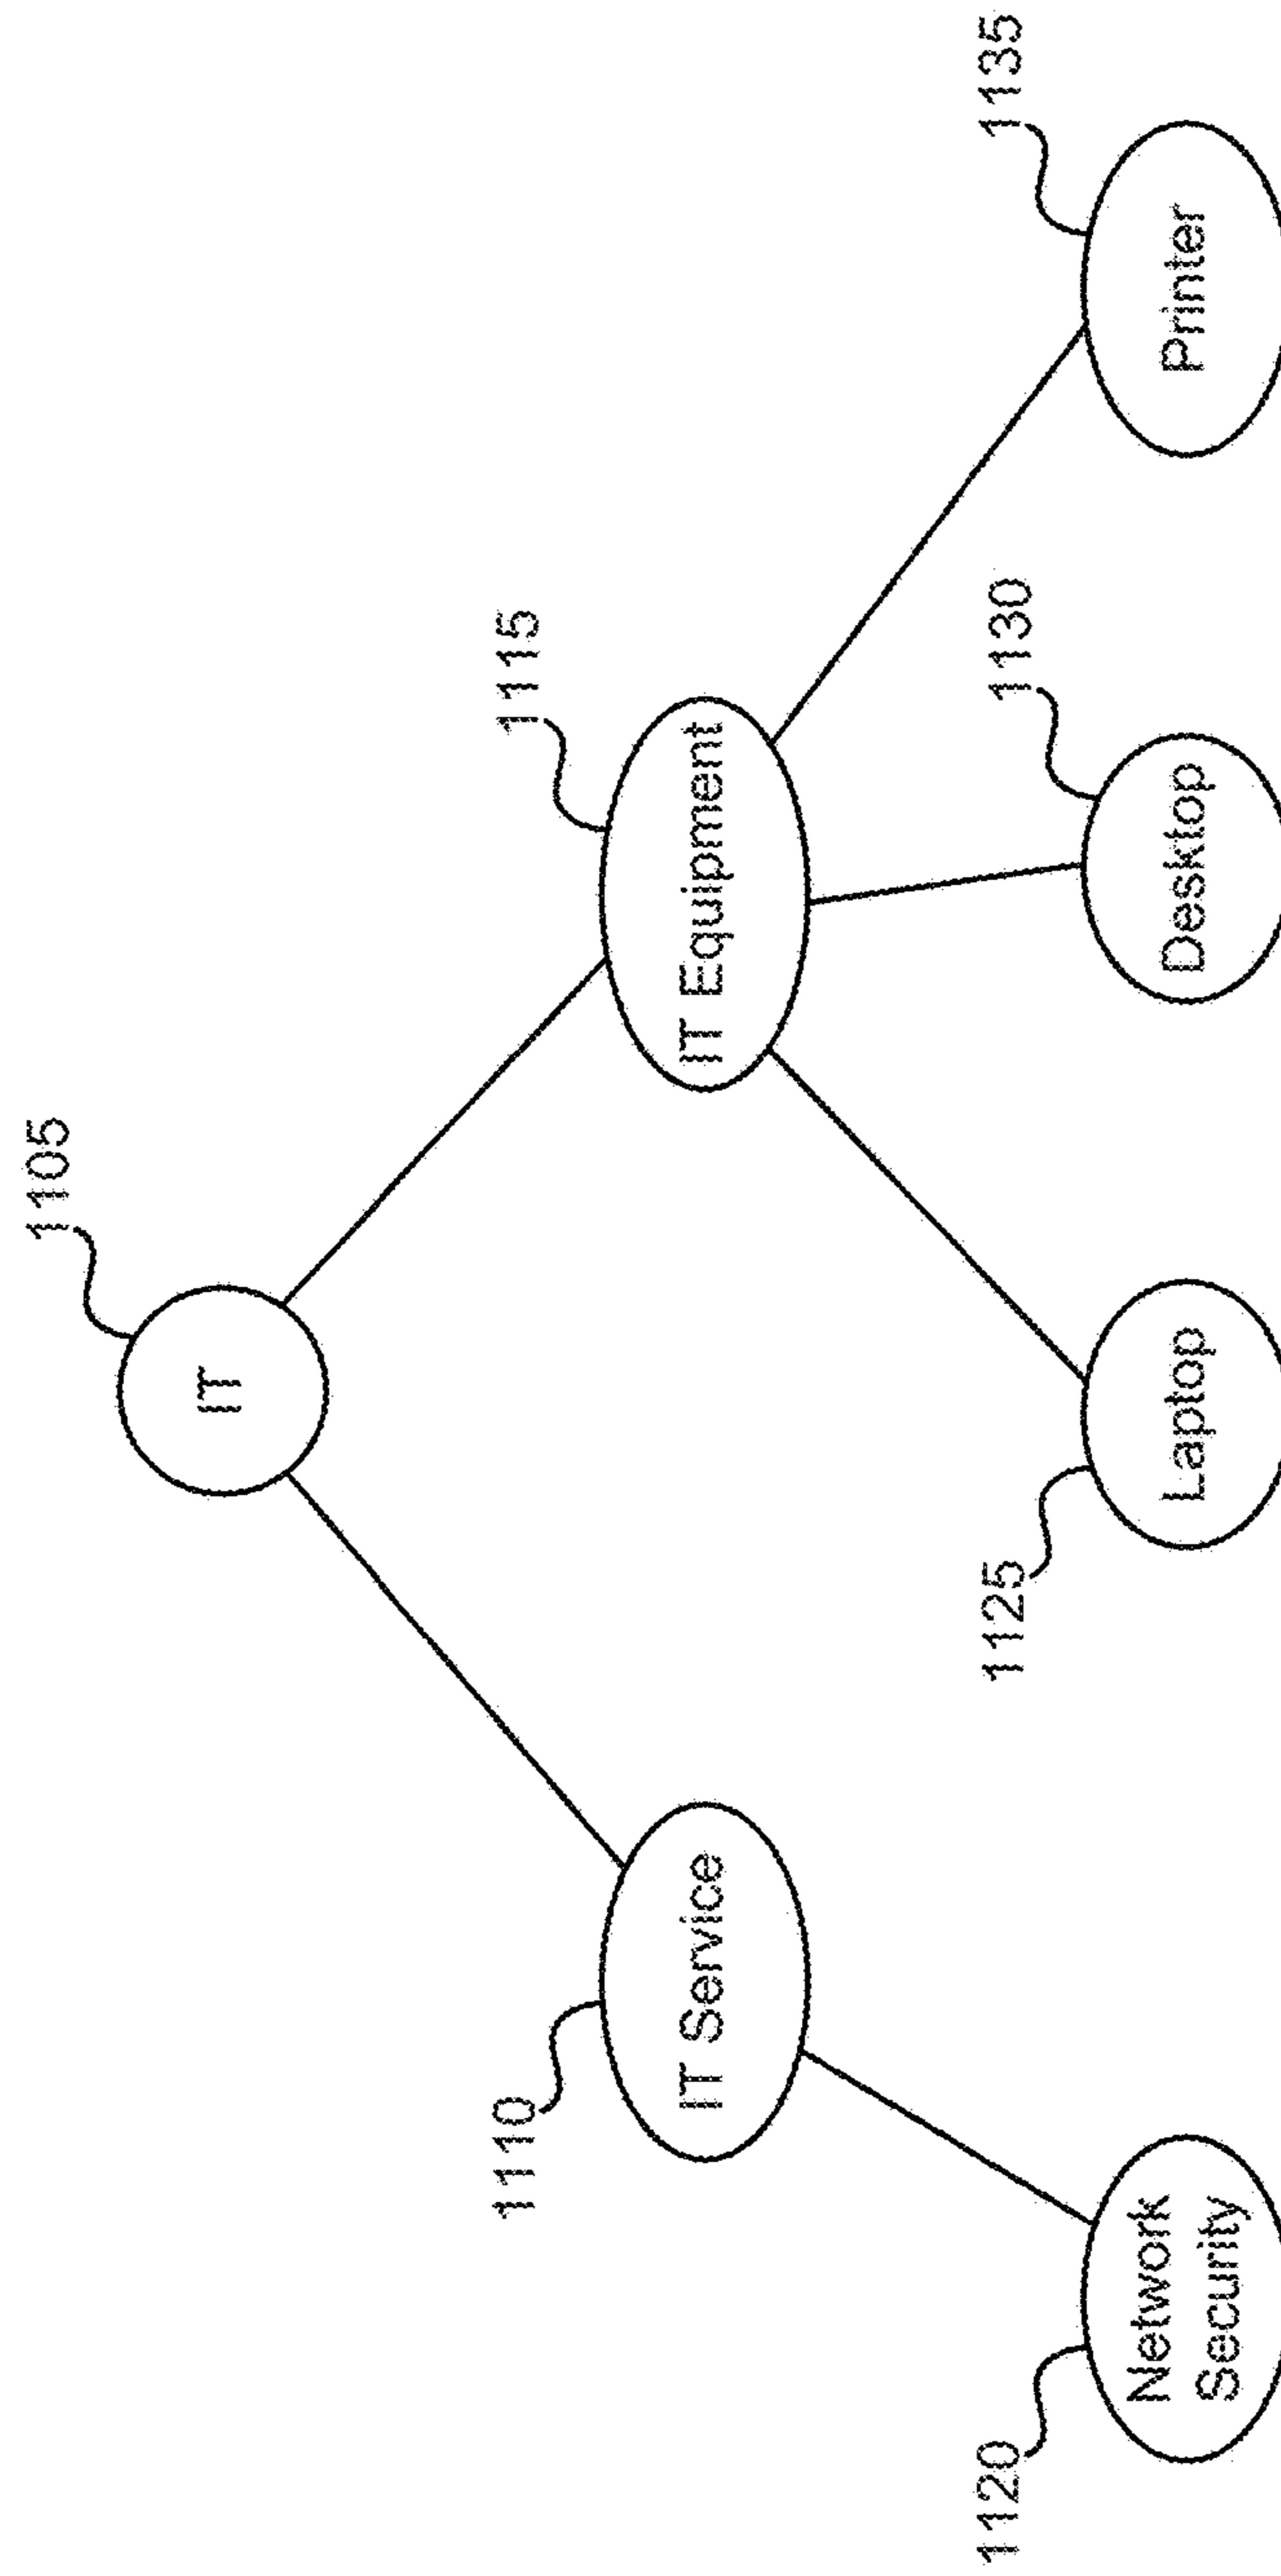 1105
IT
1110
IT Service
1115
IT Equipment
1120
Network
Security
1125
Laptop
1130
Desktop
1135
Printer